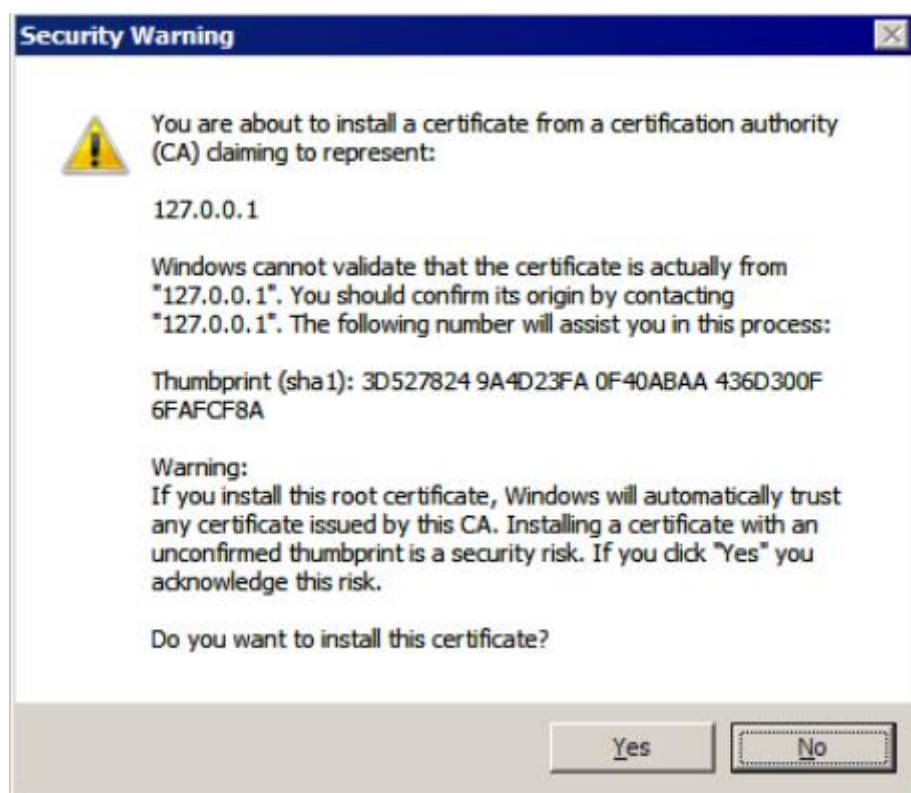 Security Warning
You are about to install a certificate from a certification authority
(CA) claiming to represent:
127.0.0.1
Windows cannot validate that the certificate is actually from
"127.0.0.1". You should confirm its origin by contacting
"127.0.0.1". The following number will assist you in this process:
Thumbprint (sha1): 3D527824 9A4D23FA 0F40ABAA 436D300F
6FAFCF8A
Warning:
If you install this root certificate, Windows will automatically trust
any certificate issued by this CA. Installing a certificate with an
unconfirmed thumbprint is a security risk. If you click "Yes" you
acknowledge this risk.
Do you want to install this certificate?
Yes No